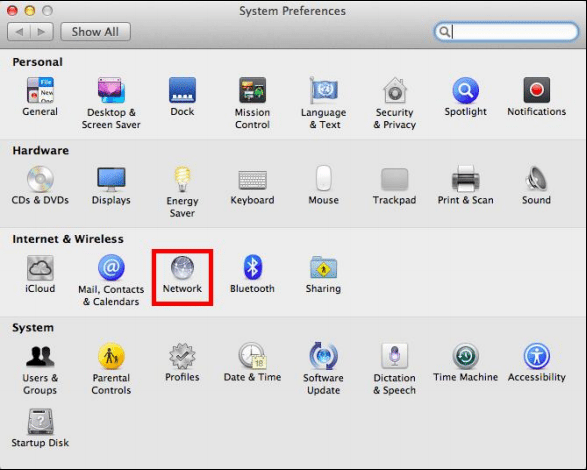 System Preferences
Show All
Personal
General
Desktop &
Screen Saver
Dock
Mission
Control
Language
& Text
Security
& Privacy
Spotlight
Notifications
Hardware
CDs & DVDs
Displays
Energy
Saver
Keyboard
Mouse
Trackpad
Print & Scan
Sound
Internet & Wireless
iCloud
Mail, Contacts
& Calendars
Network
Bluetooth
Sharing
System
Users &
Groups
Parental
Controls
Profiles
Date & Time
Software
Update
Dictation
& Speech
Time Machine
Accessibility
Startup Disk